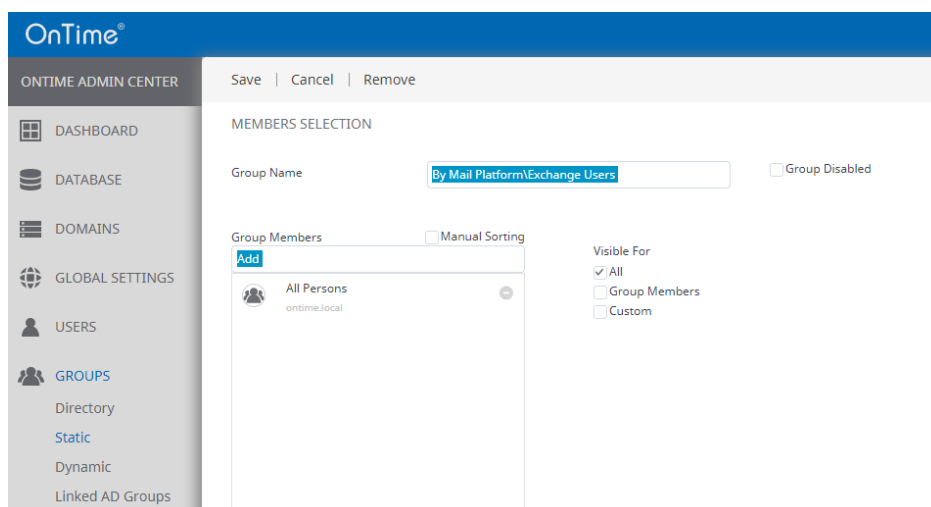 OnTime®
ONTIME ADMIN CENTER
Save | Cancel | Remove
DASHBOARD
DATABASE
DOMAINS
GLOBAL SETTINGS
USERS
GROUPS
Directory
Static
Dynamic
Linked AD Groups
MEMBERS SELECTION
Group Name
By Mail Platform\Exchange Users
Group Disabled
Group Members
Manual Sorting
Add
All Persons
ontime.local
Visible For
All
Group Members
Custom